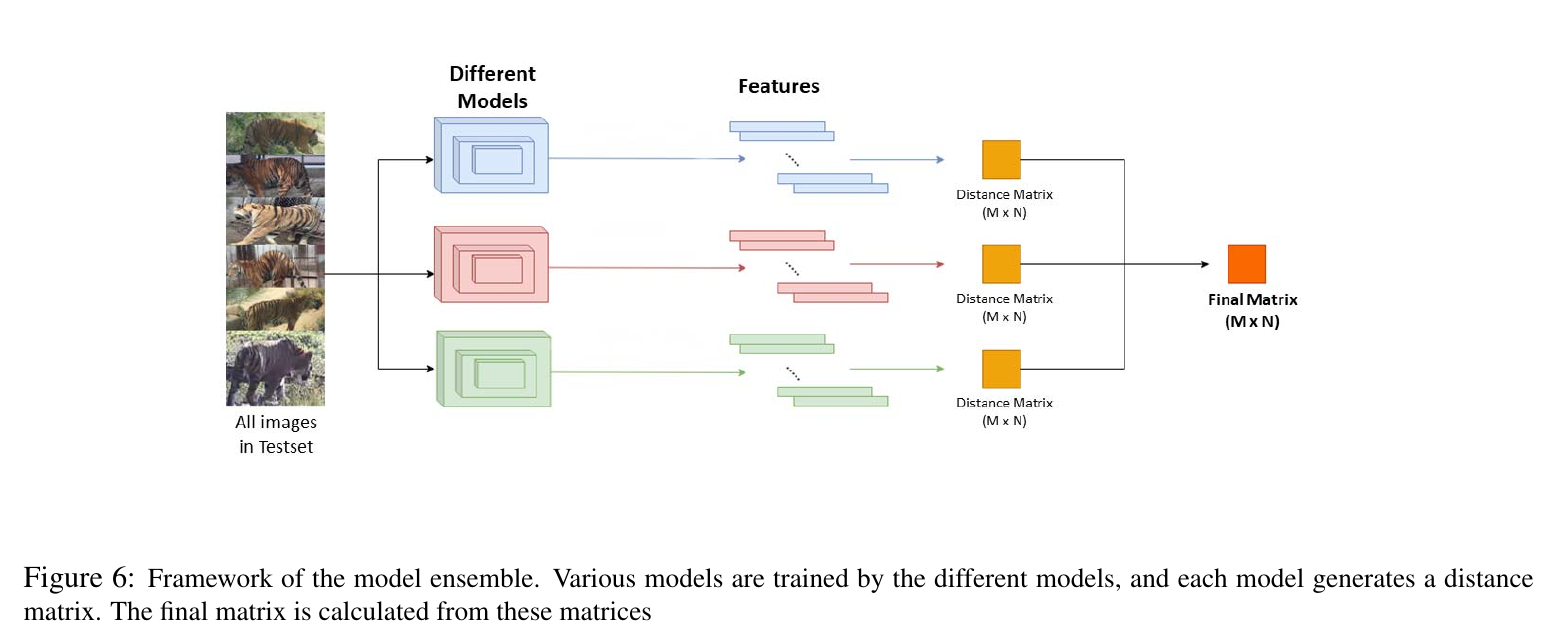 Different
Models
Features
All images
in Testset
Distance Matrix
(M x N)
Distance Matrix
(M x N)
Distance Matrix
(M x N)
Final Matrix
(M x N)
Figure 6: Framework of the model ensemble. Various models are trained by the different models, and each model generates a distance
matrix. The final matrix is calculated from these matrices